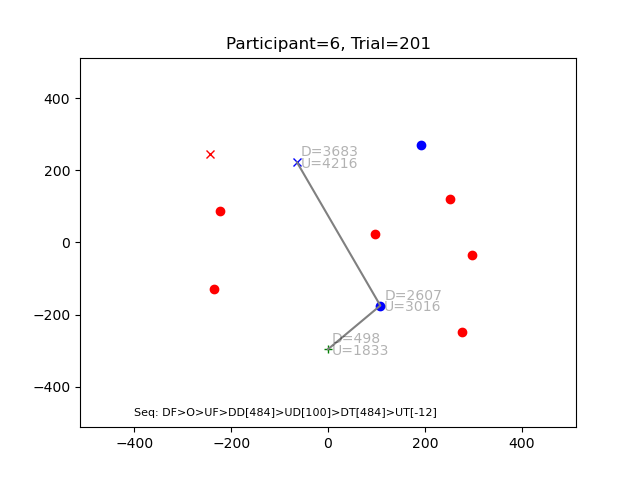 Participant=6, Trial=201
400
200
0
−200
−400
D=3683
U=4216
D=2607
U=3016
D=498
U=1833
Seq: DF>O>UF>DD[484]>UD[100]>DT[484]>UT[-12]
−400 −200 0 200 400